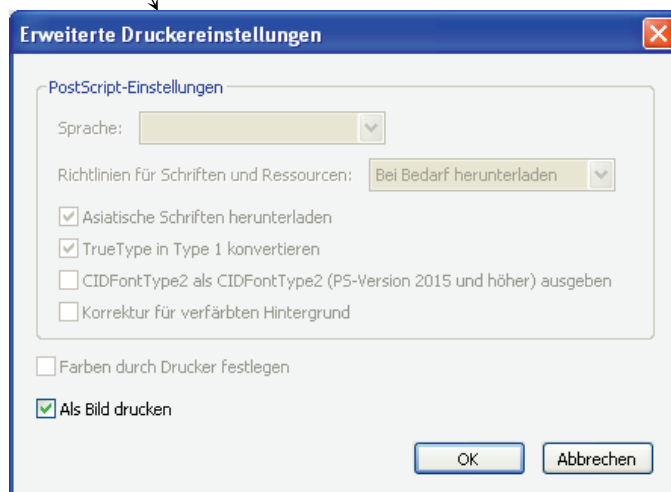 Erweiterte Druckereinstellungen
PostScript-Einstellungen
Sprache:
Richtlinien für Schriften und Ressourcen: Bei Bedarf herunterladen
Asiatische Schriften herunterladen
TrueType in Type 1 konvertieren
CIDFontType2 als CIDFontType2 (PS-Version 2015 und höher) ausgeben
Korrektur für verfärbten Hintergrund
Farben durch Drucker festlegen
Als Bild drucken
OK Abbrechen